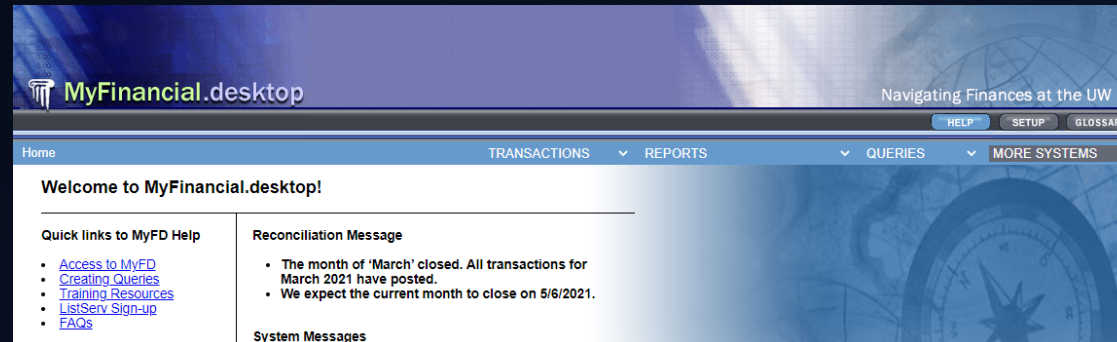 MyFinancial.desktop
Navigating Finances at the UW
HELP SETUP GLOSSAR
Home TRANSACTIONS REPORTS QUERIES MORE SYSTEMS
Welcome to MyFinancial.desktop!
Quick links to MyFD Help
• Access to MyFD
• Creating Queries
• Training Resources
• ListServ Sign-up
• FAQs
Reconciliation Message
• The month of ‘March’ closed. All transactions for
March 2021 have posted.
• We expect the current month to close on 5/6/2021.
System Messages